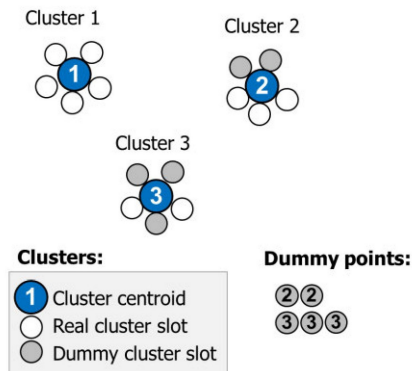 Cluster 1
1
Cluster 2
2
Cluster 3
3
Clusters:
1 Cluster centroid
Real cluster slot
Dummy cluster slot
Dummy points:
2 2
3 3 3